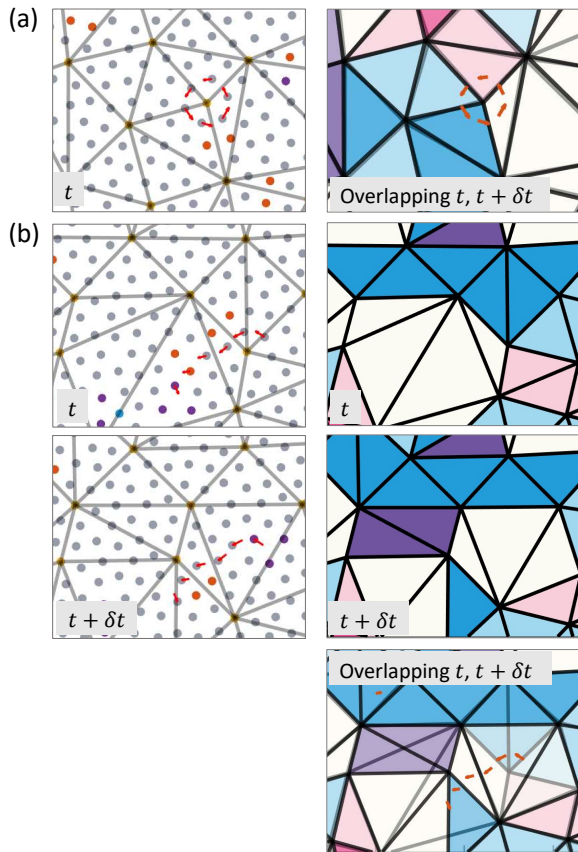 (a)
t
Overlapping t, t + δt
(b)
t
t
t + δt
t + δt
Overlapping t, t + δt